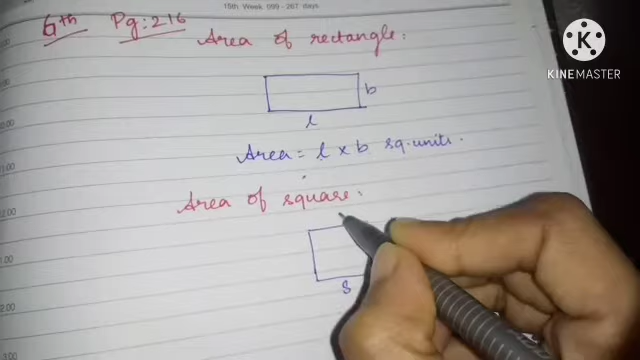 15th Week 099 - 267 days
6th Pg:216
Area of rectangle.
b
l
Area = l x b sq.units.
Area of square.
S
K
KINEMASTER